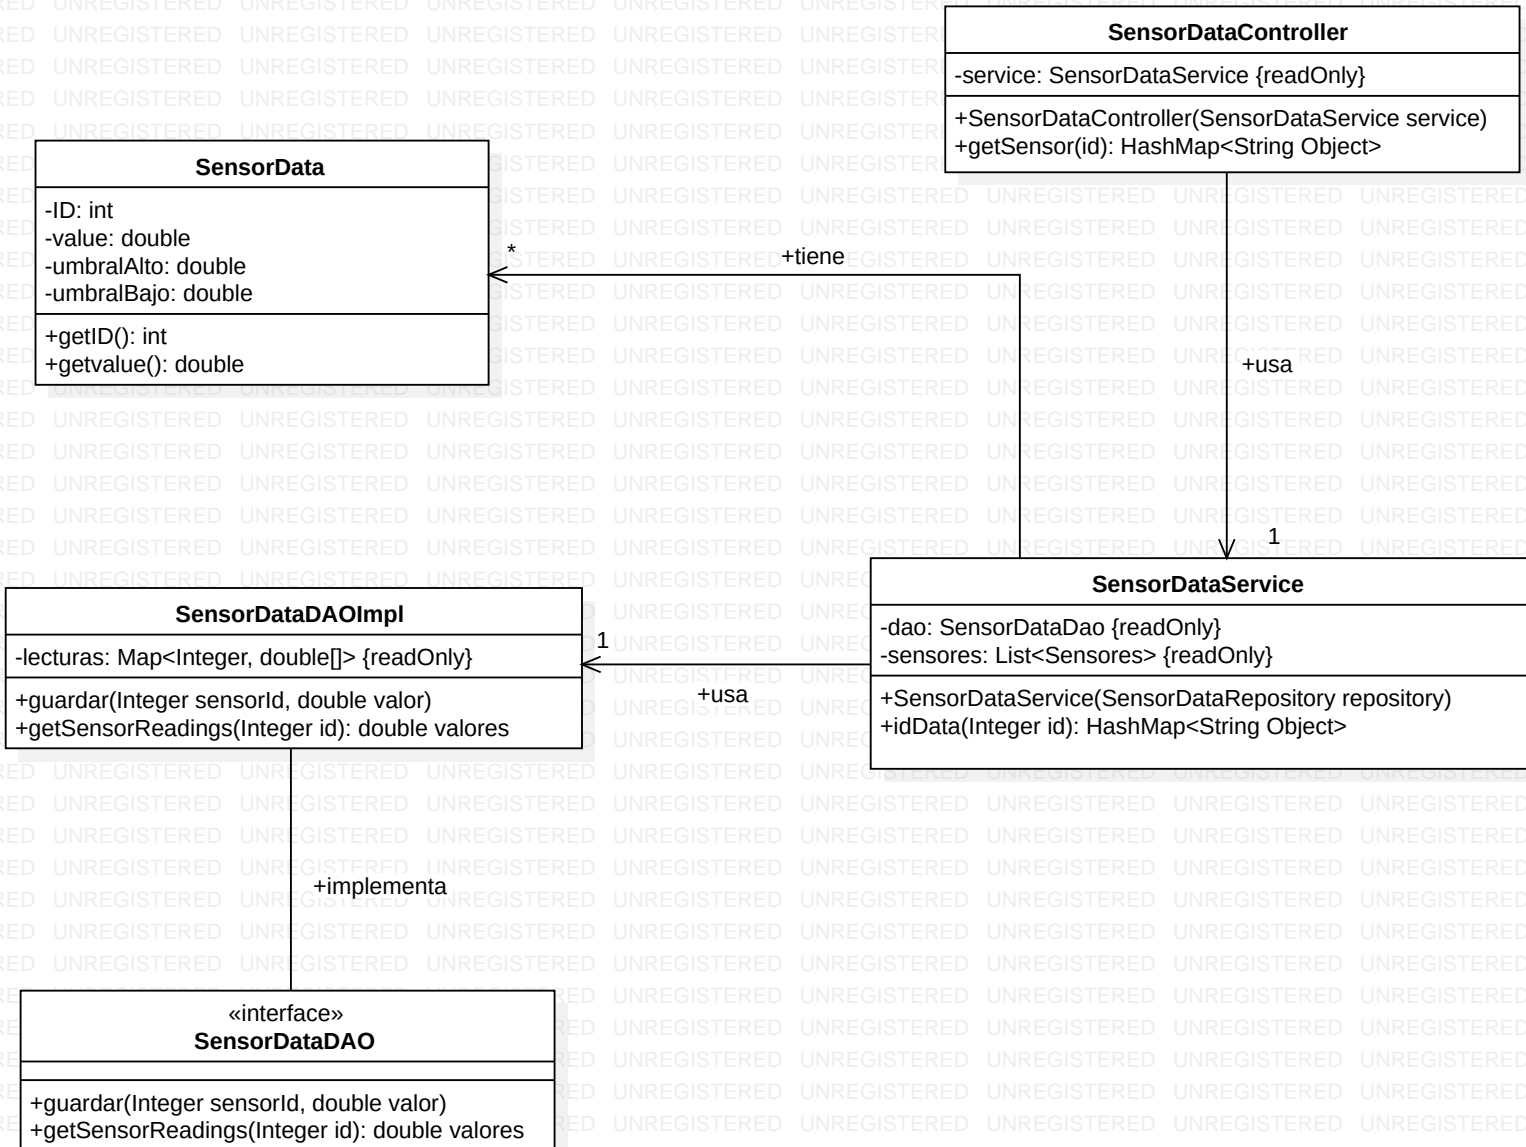 SensorDataController
-service: SensorDataService {readOnly}
+SensorDataController(SensorDataService service)
+getSensor(id): HashMap<String Object>
SensorData
-ID: int
-value: double
-umbralAlto: double
-umbralBajo: double
+getID(): int
+getvalue(): double
*
+tiene
+usa
1
SensorDataService
-dao: SensorDataDao {readOnly}
-sensores: List<Sensores> {readOnly}
+SensorDataService(SensorDataRepository repository)
+idData(Integer id): HashMap<String Object>
SensorDataDAOImpl
-lecturas: Map<Integer, double[]> {readOnly}
+guardar(Integer sensorId, double valor)
+getSensorReadings(Integer id): double valores
1
+usa
+implementa
«interface»
SensorDataDAO
+guardar(Integer sensorId, double valor)
+getSensorReadings(Integer id): double valores
UNREGISTERED